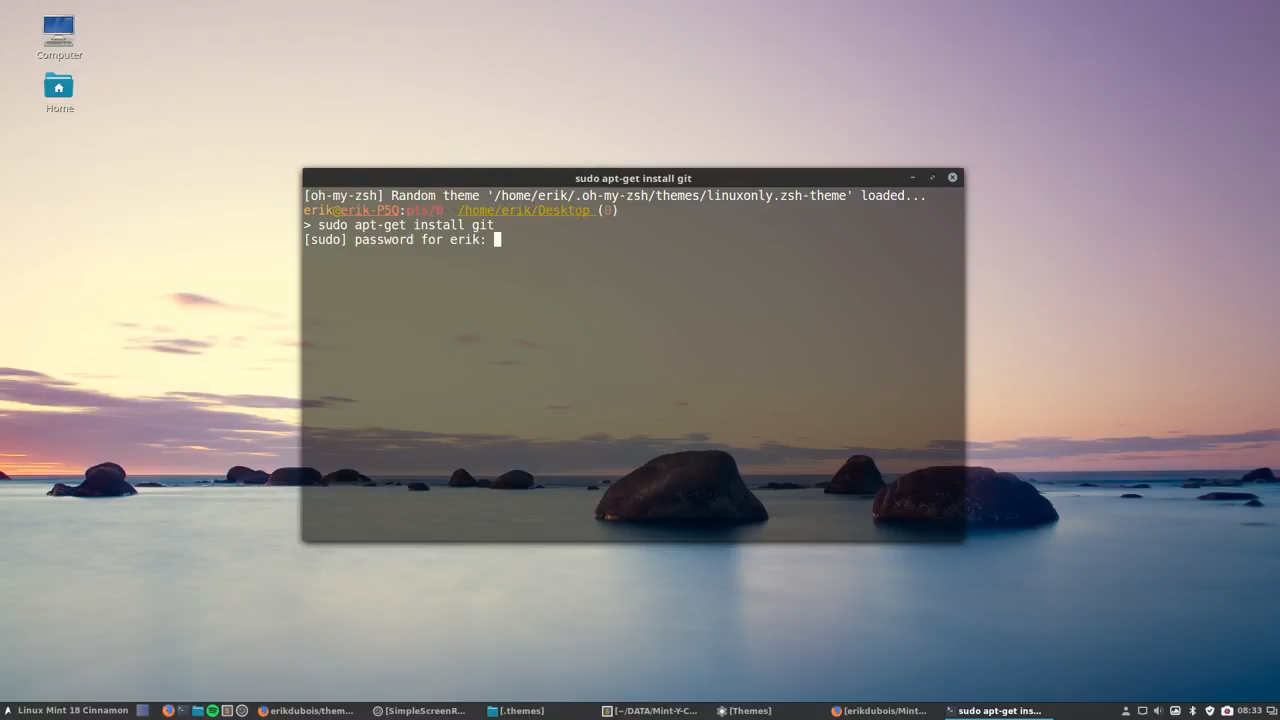 Computer
Home
sudo apt-get install git
[oh-my-zsh] Random theme '/home/erik/.oh-my-zsh/themes/linuxonly.zsh-theme' loaded...
erik@erik-P5Q:pts/0 /home/erik/Desktop (0)
> sudo apt-get install git
[sudo] password for erik:
Linux Mint 18 Cinnamon
erikdubois/them...
[SimpleScreenR...
[.themes]
[~/DATA/Mint-Y-C...
[Themes]
[erikdubois/Mint...
sudo apt-get ins...
08:33